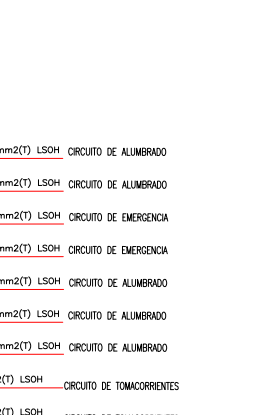 mm2(T) LSOH CIRCUITO DE ALUMBRADO
mm2(T) LSOH CIRCUITO DE ALUMBRADO
mm2(T) LSOH CIRCUITO DE EMERGENCIA
mm2(T) LSOH CIRCUITO DE EMERGENCIA
mm2(T) LSOH CIRCUITO DE ALUMBRADO
mm2(T) LSOH CIRCUITO DE ALUMBRADO
mm2(T) LSOH CIRCUITO DE ALUMBRADO
2(T) LSOH CIRCUITO DE TOMACORRIENTES
2(T) LSOH